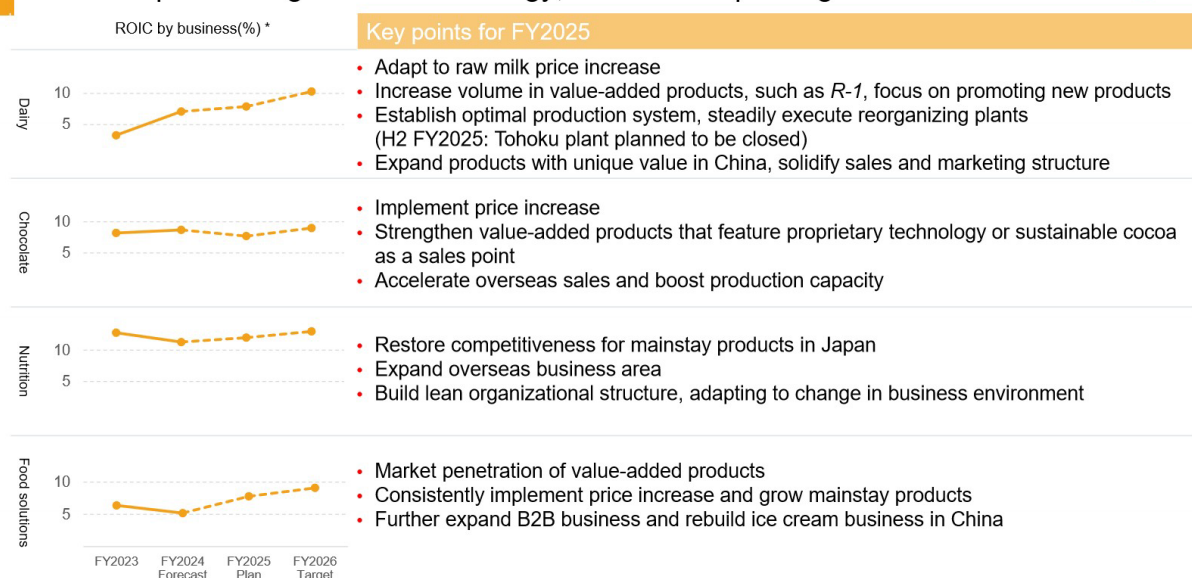 ROIC by business(%) *
Key points for FY2025
Dairy
10
5
• Adapt to raw milk price increase
• Increase volume in value-added products, such as R-1, focus on promoting new products
• Establish optimal production system, steadily execute reorganizing plants
(H2 FY2025: Tohoku plant planned to be closed)
• Expand products with unique value in China, solidify sales and marketing structure
Chocolate
10
5
• Implement price increase
• Strengthen value-added products that feature proprietary technology or sustainable cocoa
as a sales point
• Accelerate overseas sales and boost production capacity
Nutrition
10
5
• Restore competitiveness for mainstay products in Japan
• Expand overseas business area
• Build lean organizational structure, adapting to change in business environment
Food solutions
10
5
• Market penetration of value-added products
• Consistently implement price increase and grow mainstay products
• Further expand B2B business and rebuild ice cream business in China
FY2023 FY2024 FY2025 FY2026
Forecast Plan Target